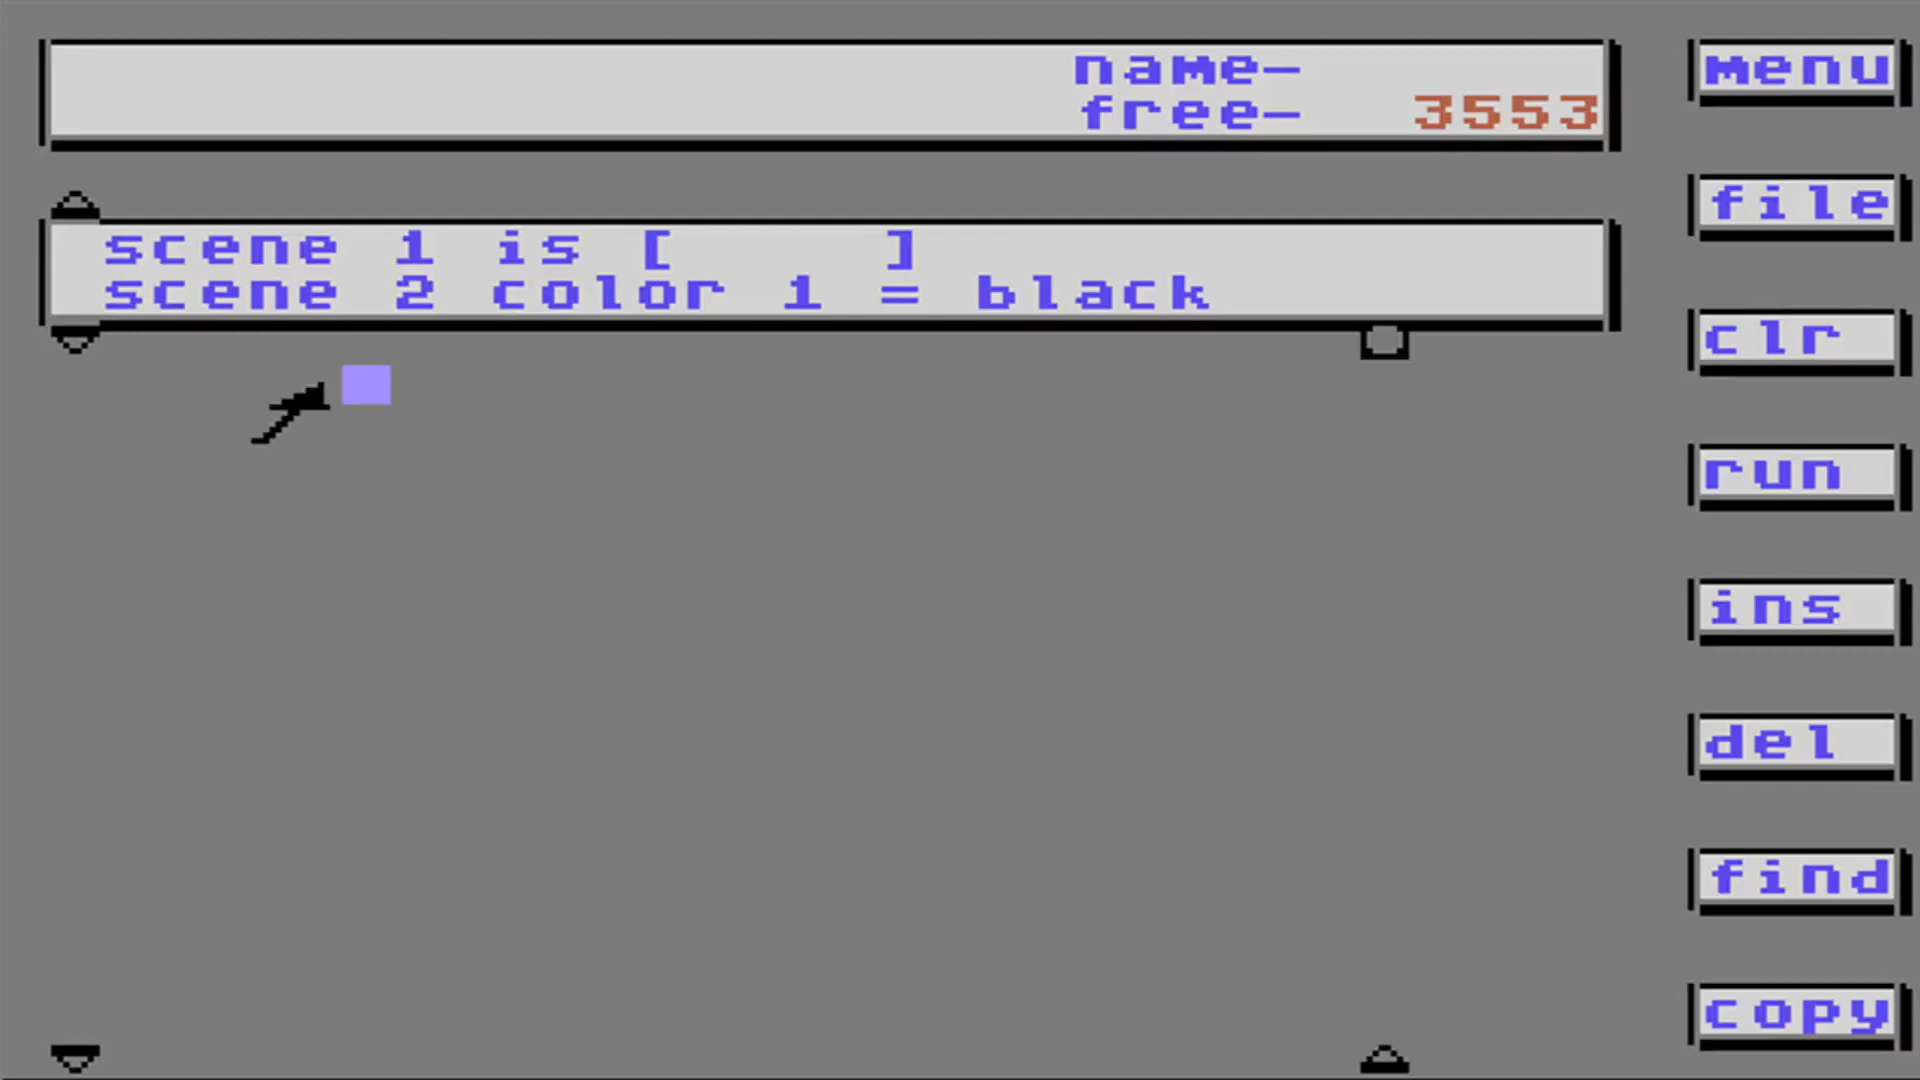 name-
free- 3553
scene 1 is [ ]
scene 2 color 1 = black
menu
file
clr
run
ins
del
find
copy